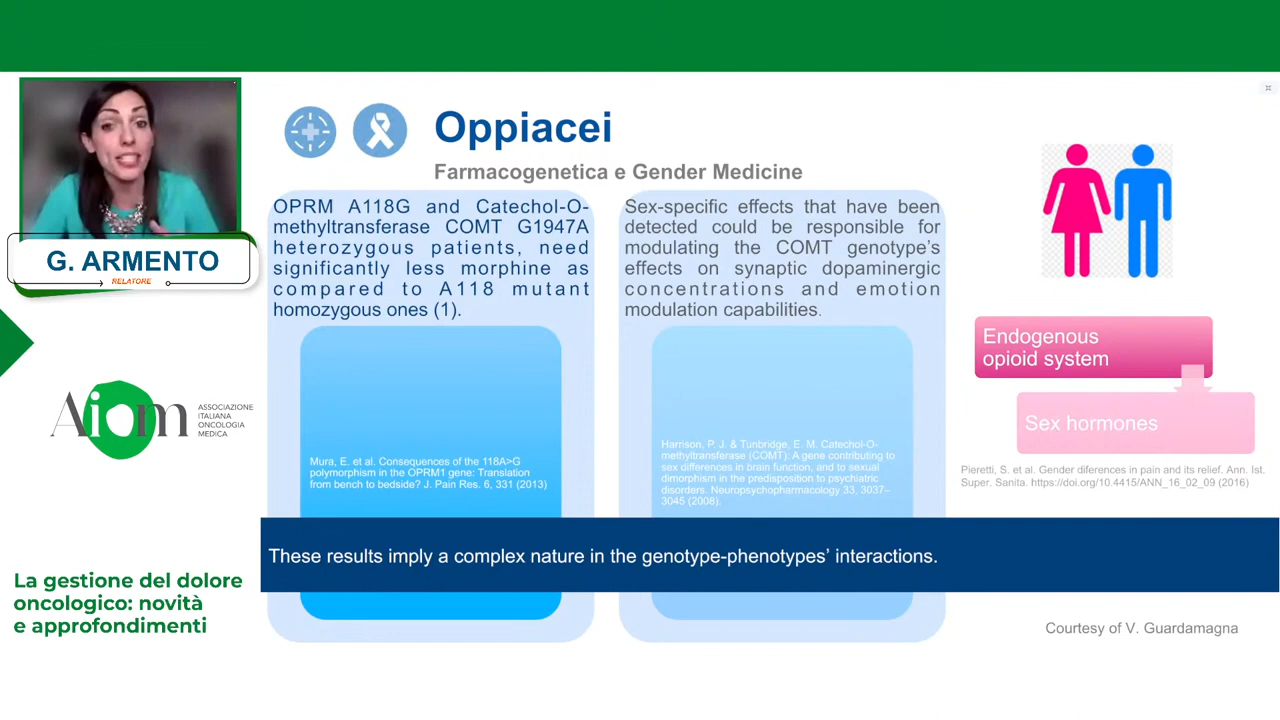 Oppiacei
Farmacogenetica e Gender Medicine
OPRM A118G and Catechol-O-
methyltransferase COMT G1947A
heterozygous patients, need
significantly less morphine as
compared to A118 mutant
homozygous ones (1).
Mura, E. et al. Consequences of the 118A>G
polymorphism in the OPRM1 gene: Translation
from bench to bedside? J. Pain Res. 6, 331 (2013)
Sex-specific effects that have been
detected could be responsible for
modulating the COMT genotype's
effects on synaptic dopaminergic
concentrations and emotion
modulation capabilities.
Harrison, P. J. & Tunbridge, E. M. Catechol-O-
methyltransferase (COMT): A gene contributing to
sex differences in brain function, and to sexual
dimorphism in the predisposition to psychiatric
disorders. Neuropsychopharmacology 33, 3037–
3045 (2008).
Endogenous
opioid system
Sex hormones
Pieretti, S. et al. Gender diferences in pain and its relief. Ann. Ist.
Super. Sanita. https://doi.org/10.4415/ANN_16_02_09 (2016)
These results imply a complex nature in the genotype-phenotypes' interactions.
Courtesy of V. Guardamagna
G. ARMENTO
RELATORE
Aiom
ASSOCIAZIONE
ITALIANA
ONCOLOGIA
MEDICA
La gestione del dolore
oncologico: novità
e approfondimenti